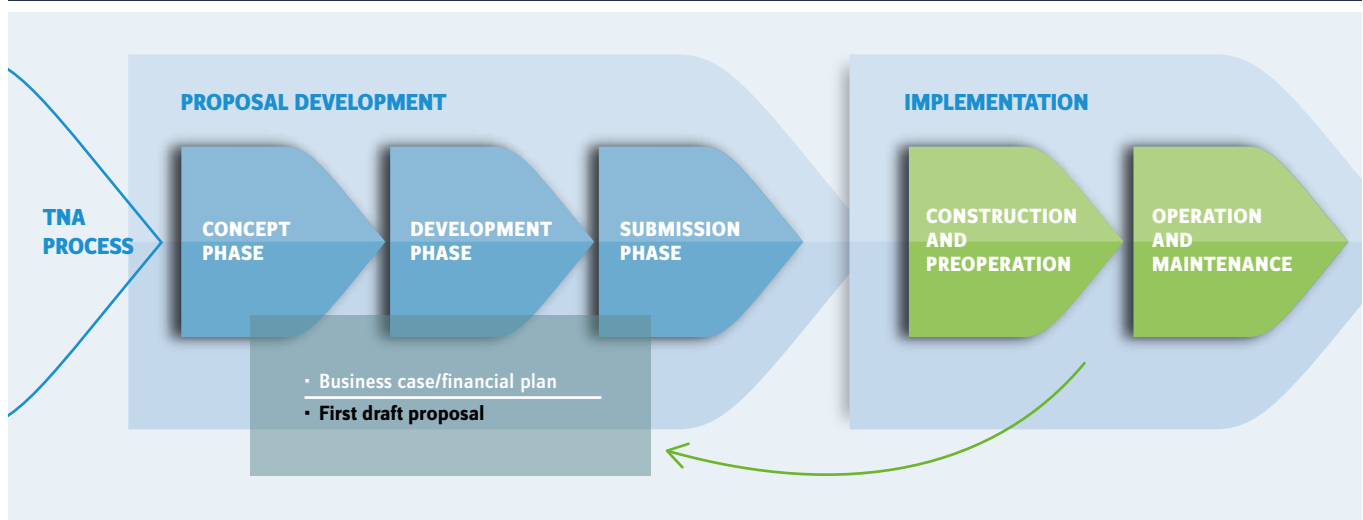 PROPOSAL DEVELOPMENT
IMPLEMENTATION
TNA
PROCESS
CONCEPT
PHASE
DEVELOPMENT
PHASE
SUBMISSION
PHASE
CONSTRUCTION
AND
PREOPERATION
OPERATION
AND
MAINTENANCE
· Business case/financial plan
· First draft proposal